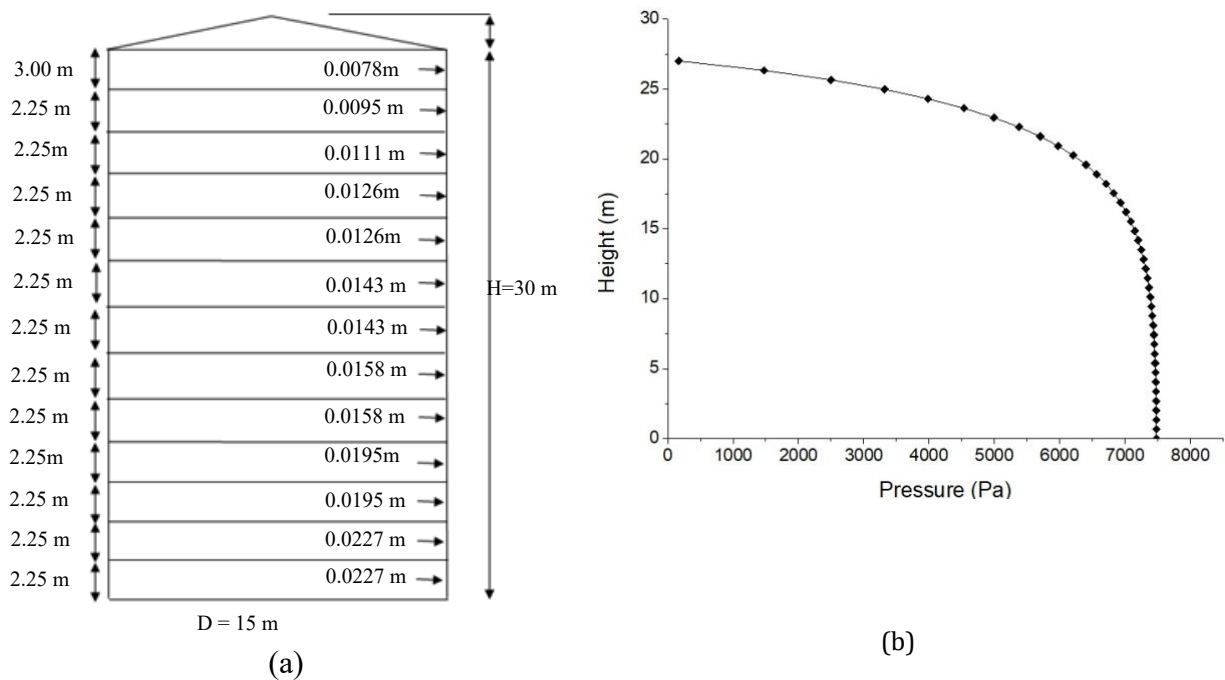 3.00 m 0.0078m
2.25 m 0.0095 m
2.25m 0.0111 m
2.25 m 0.0126m
2.25 m 0.0126m
2.25 m 0.0143 m
H=30 m
2.25 m 0.0143 m
2.25 m 0.0158 m
2.25 m 0.0158 m
2.25m 0.0195m
2.25 m 0.0195 m
2.25 m 0.0227 m
2.25 m 0.0227 m
D = 15 m
(a)
30
25
20
15
10
5
0
Height (m)
0 1000 2000 3000 4000 5000 6000 7000 8000
Pressure (Pa)
(b)